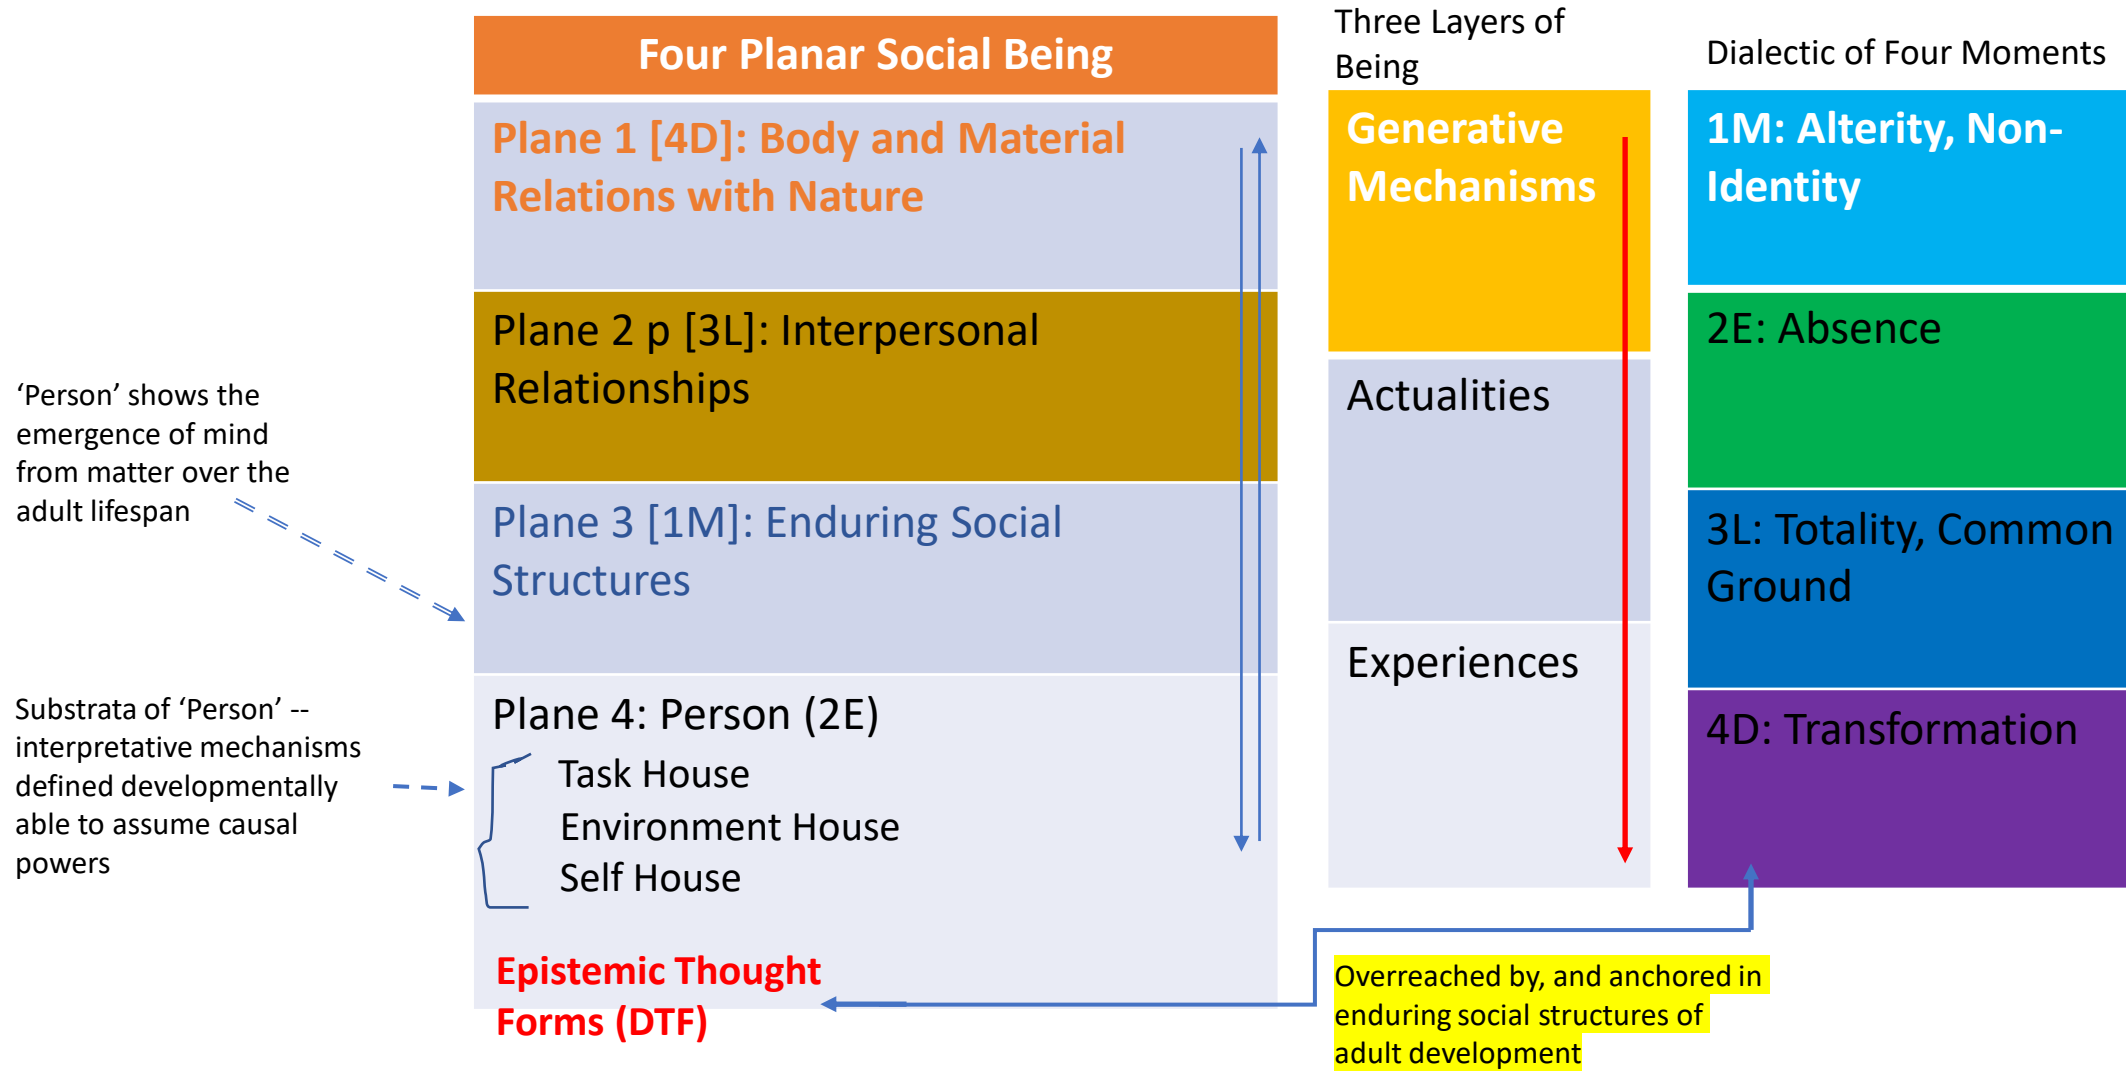 Four Planar Social Being
Plane 1 [4D]: Body and Material
Relations with Nature
Plane 2 p [3L]: Interpersonal
Relationships
Plane 3 [1M]: Enduring Social
Structures
Plane 4: Person (2E)
Task House
Environment House
Self House
Epistemic Thought
Forms (DTF)
‘Person’ shows the
emergence of mind
from matter over the
adult lifespan
Substrata of ‘Person’ --
interpretative mechanisms
defined developmentally
able to assume causal
powers
Three Layers of
Being
Generative
Mechanisms
Actualities
Experiences
Overreached by, and anchored in
enduring social structures of
adult development
Dialectic of Four Moments
1M: Alterity, Non-
Identity
2E: Absence
3L: Totality, Common
Ground
4D: Transformation